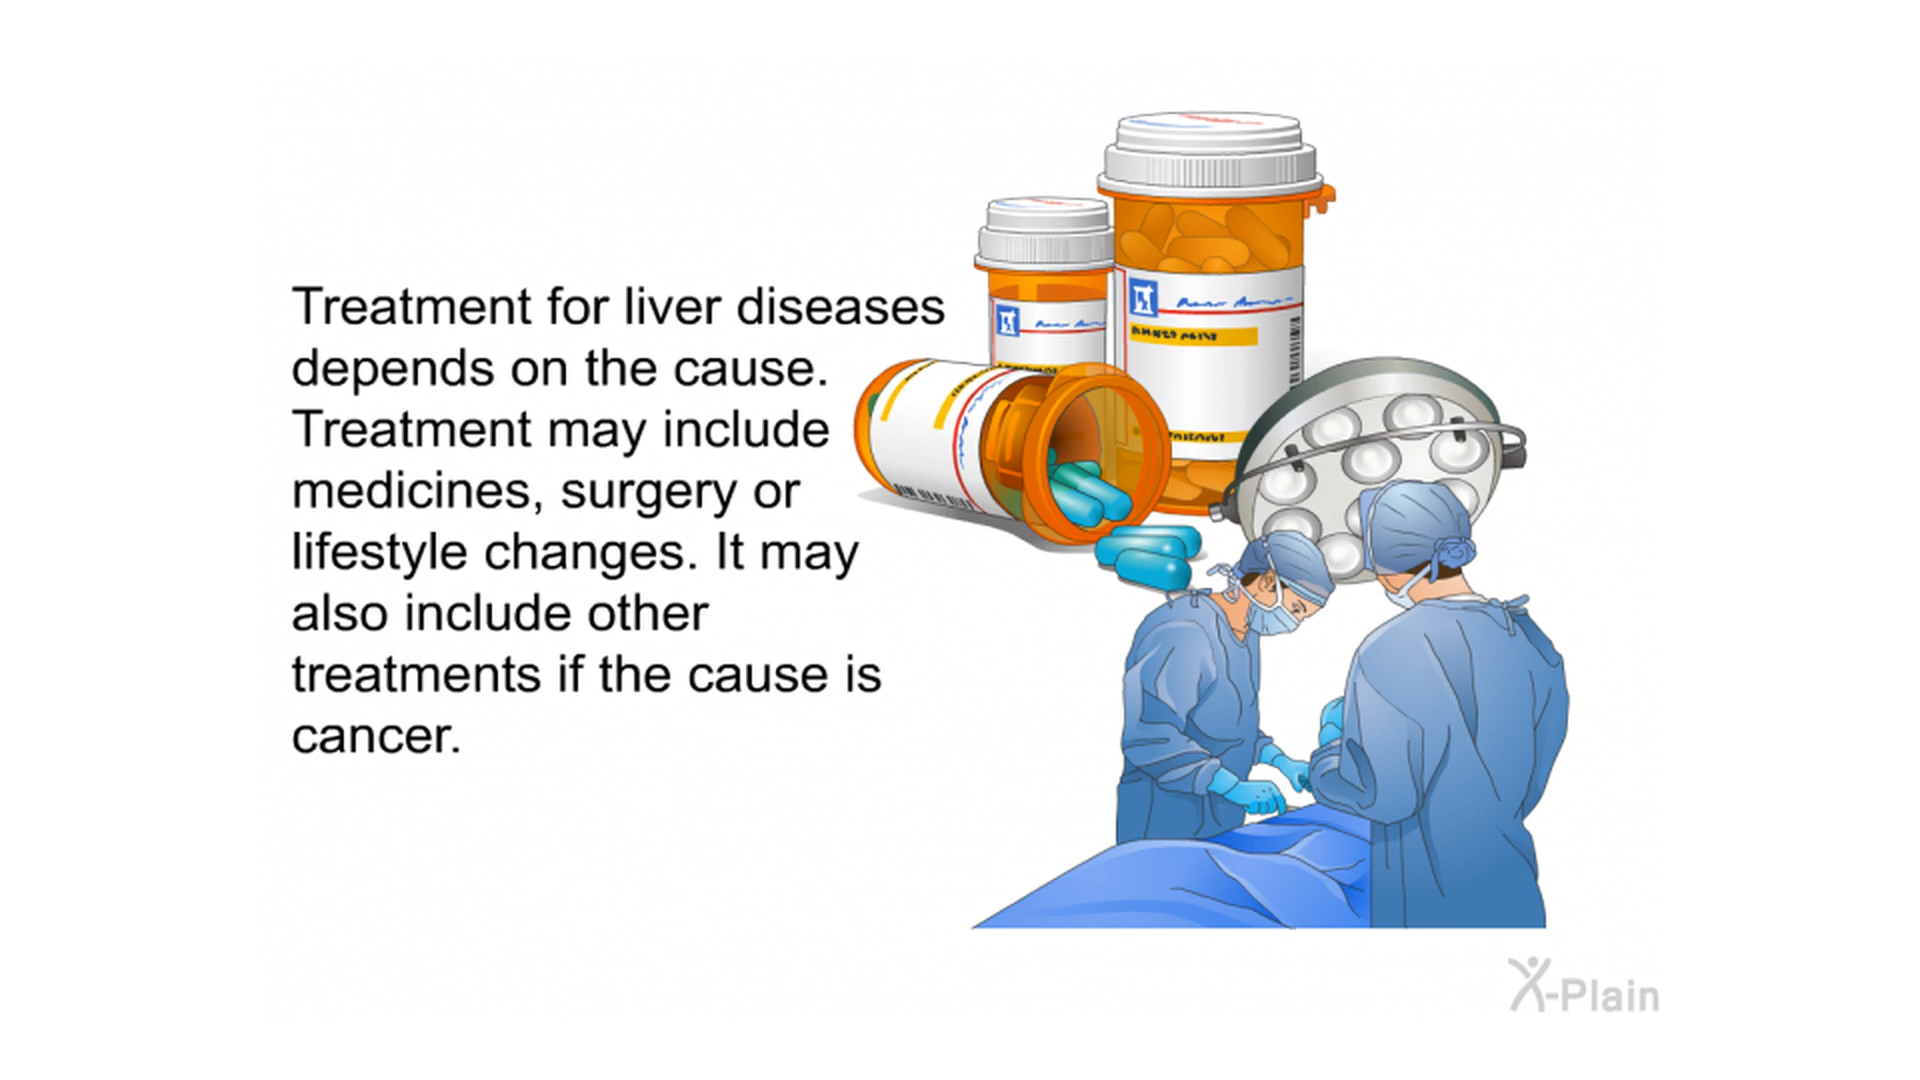 Treatment for liver diseases
depends on the cause.
Treatment may include
medicines, surgery or
lifestyle changes. It may
also include other
treatments if the cause is
cancer.
X-Plain